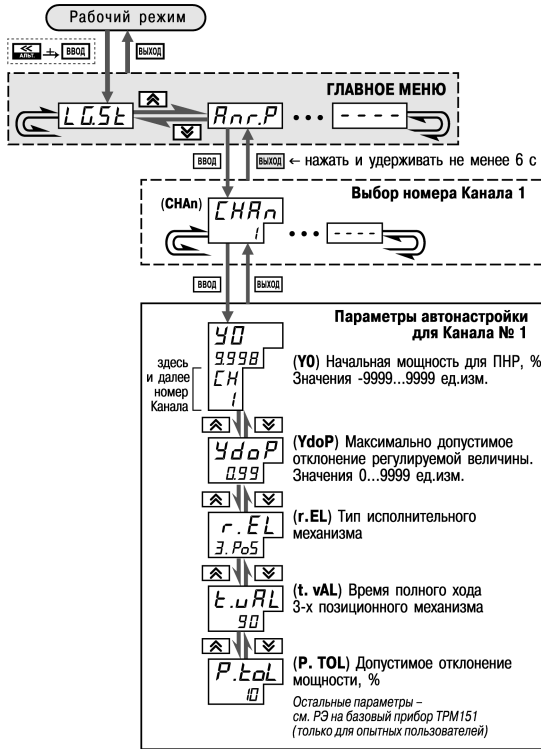 Рабочий режим
≪ АЛЬТ. + ВВОД ВЫХОД
ГЛАВНОЕ МЕНЮ
LG.St Anr.P ••• - - - -
ВВОД ВЫХОД ← нажать и удерживать не менее 6 с
Выбор номера Канала 1
(CHAn) CHAn
1 ••• - - - -
ВВОД ВЫХОД
Параметры автонастройки
для Канала № 1
Y0
9.998
CH
1
здесь
и далее
номер
Канала
(Y0) Начальная мощность для ПНР, %
Значения -9999...9999 ед.изм.
YdoP
0.99
(YdoP) Максимально допустимое
отклонение регулируемой величины.
Значения 0...9999 ед.изм.
r.EL
3.PoS
(r.EL) Тип исполнительного
механизма
t.vAL
90
(t. vAL) Время полного хода
3-х позиционного механизма
P.toL
10
(P. TOL) Допустимое отклонение
мощности, %
Остальные параметры –
см. РЭ на базовый прибор ТРМ151
(только для опытных пользователей)